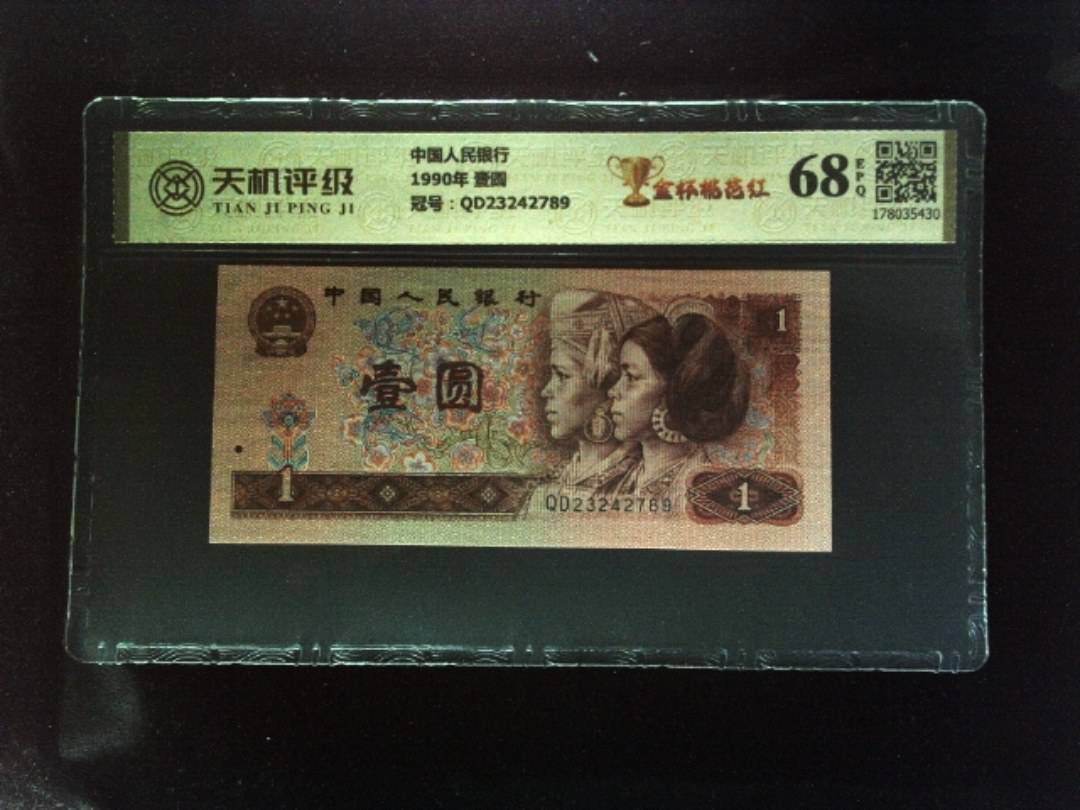 天机评级
TIAN JI PING JI
中国人民银行
1990年 壹圆
冠号：QD23242789
金杯桃花红
68
EPQ
178035430
中国人民银行
1
壹圆
1
QD23242789
1